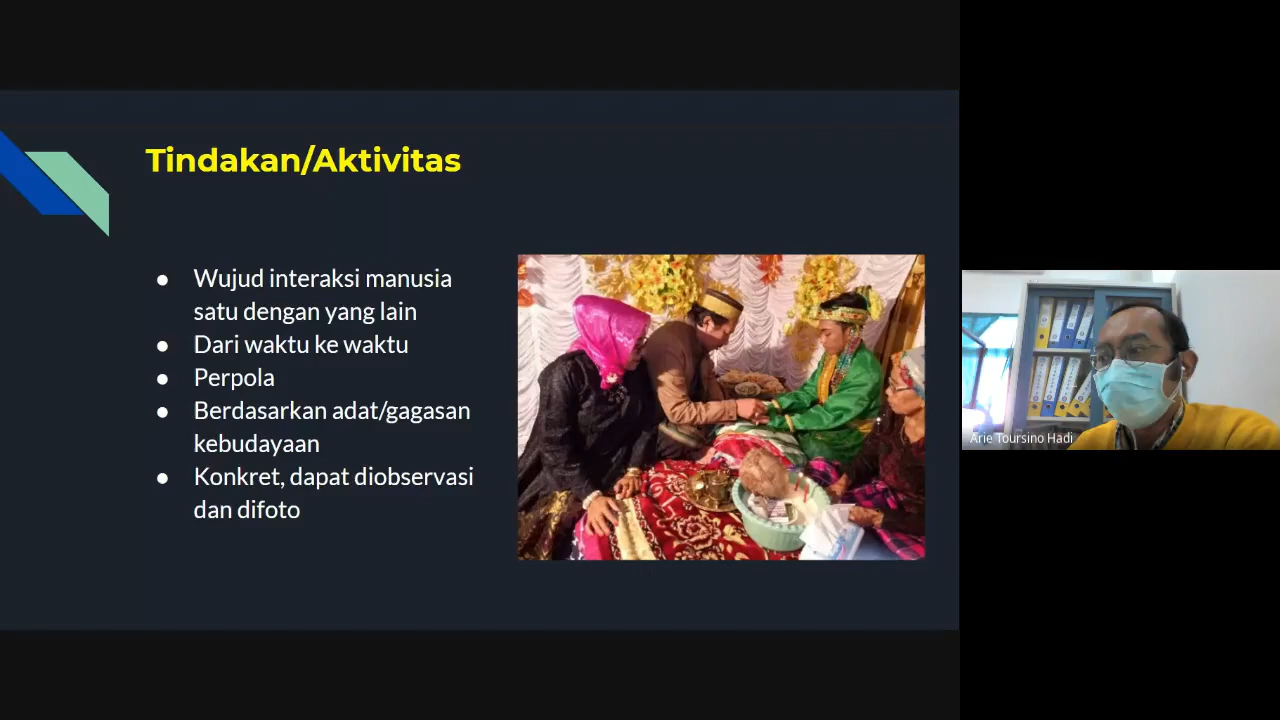 Tindakan/Aktivitas
● Wujud interaksi manusia
satu dengan yang lain
● Dari waktu ke waktu
● Perpola
● Berdasarkan adat/gagasan
kebudayaan
● Konkret, dapat diobservasi
dan difoto
Arie Toursino Hadi